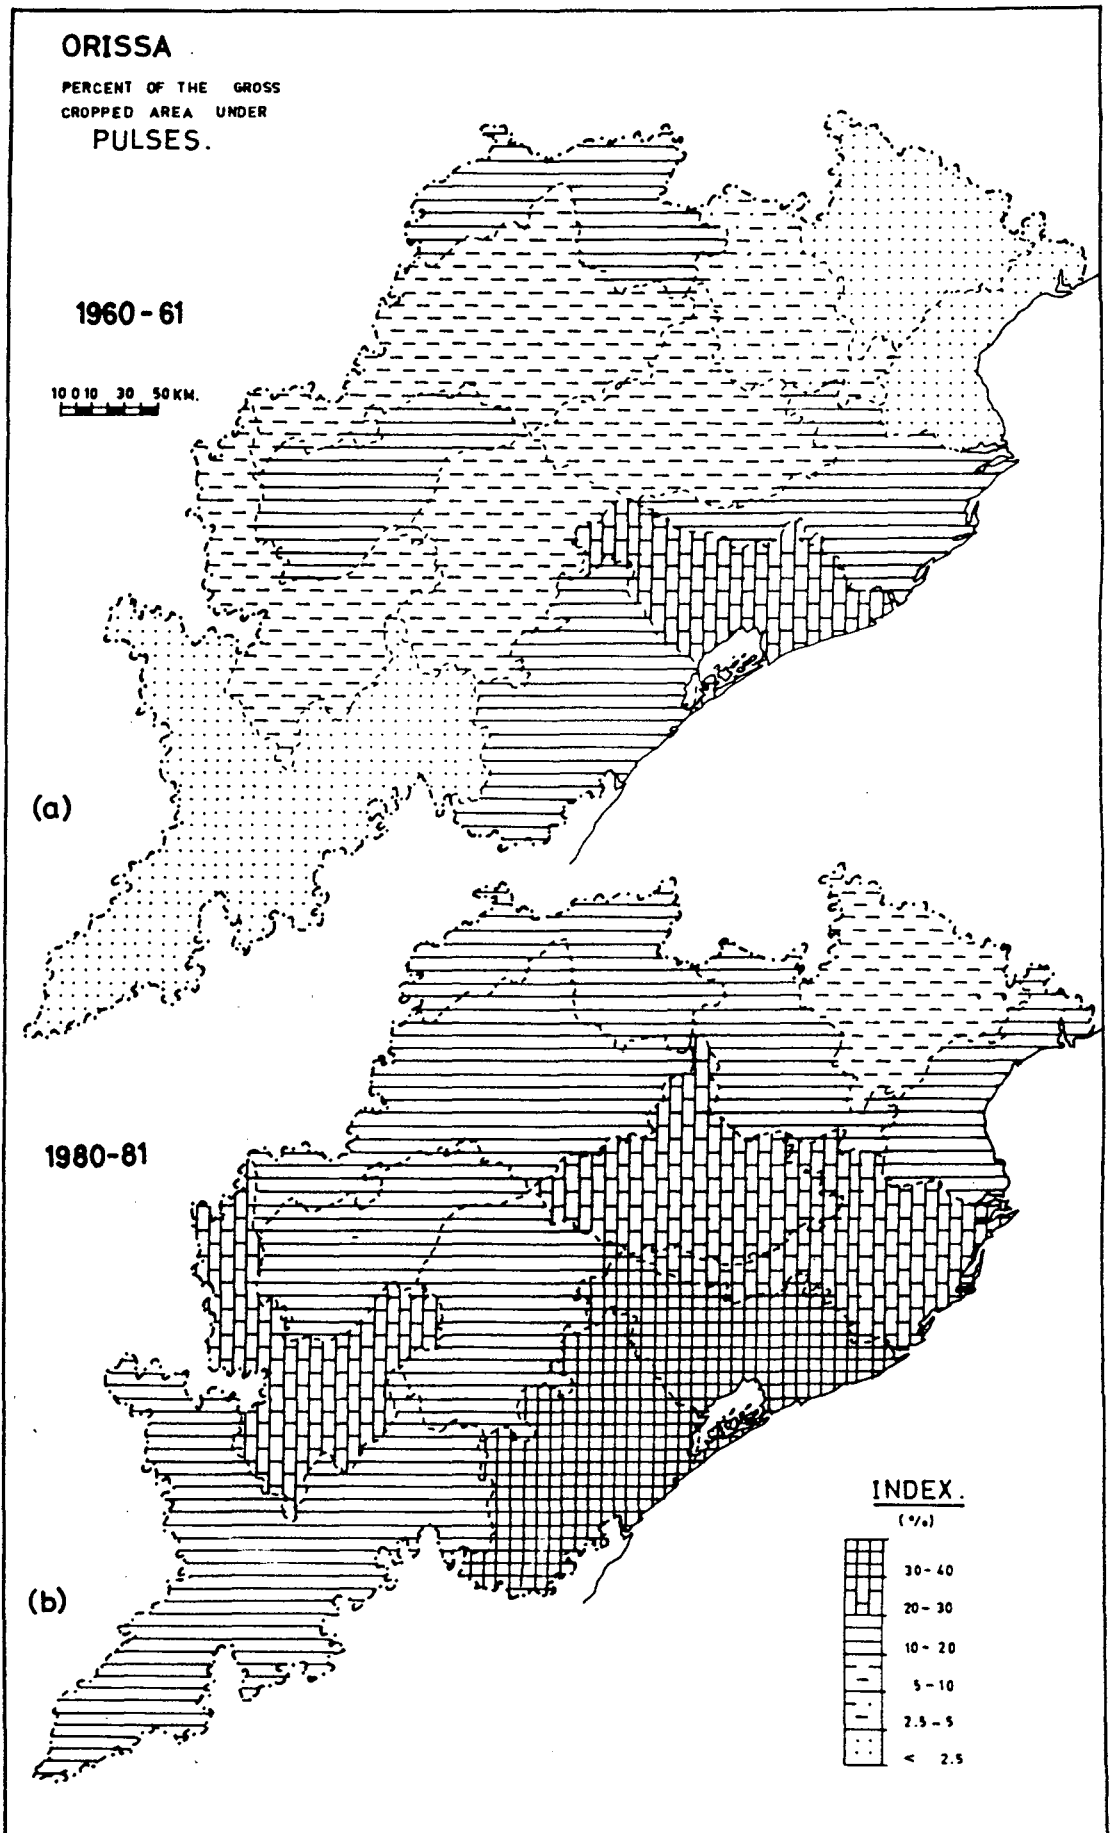 ORISSA
PERCENT OF THE GROSS
CROPPED AREA UNDER
PULSES.
1960-61
10 0 10 30 50 KM.
(a)
1980-81
(b)
INDEX.
(%)
30-40
20-30
10-20
5-10
2.5-5
< 2.5